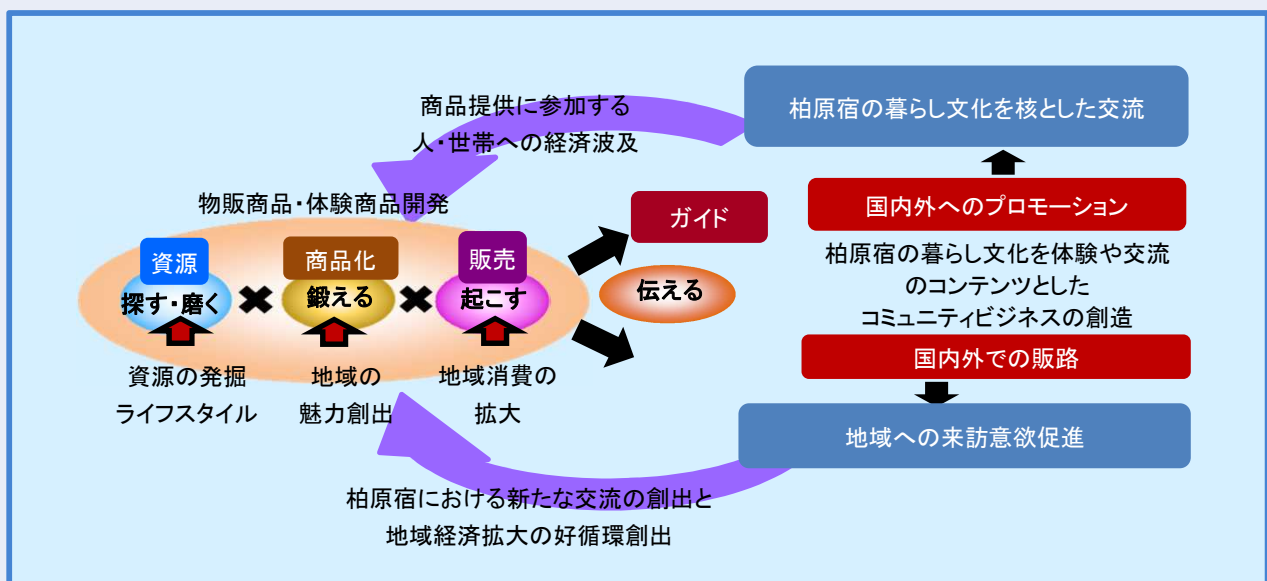 商品提供に参加する
人・世帯への経済波及
柏原宿の暮らし文化を核とした交流
物販商品・体験商品開発
ガイド
国内外へのプロモーション
資源
商品化
販売
探す・磨く
鍛える
起こす
伝える
柏原宿の暮らし文化を体験や交流
のコンテンツとした
コミュニティビジネスの創造
国内外での販路
資源の発掘
ライフスタイル
地域の
魅力創出
地域消費の
拡大
地域への来訪意欲促進
柏原宿における新たな交流の創出と
地域経済拡大の好循環創出